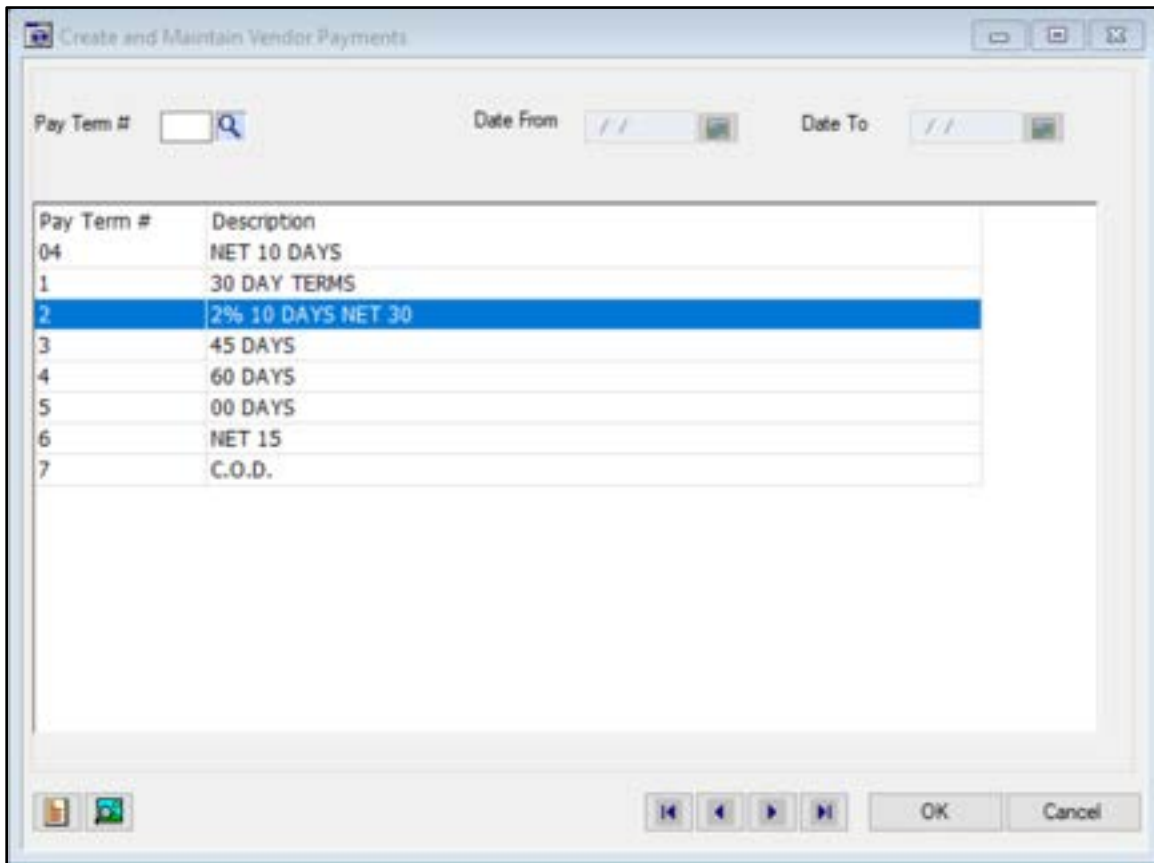 Create and Maintain Vendor Payments
Pay Term # Date From / / Date To / /
Pay Term # Description
04 NET 10 DAYS
1 30 DAY TERMS
2 2% 10 DAYS NET 30
3 45 DAYS
4 60 DAYS
5 00 DAYS
6 NET 15
7 C.O.D.
OK Cancel